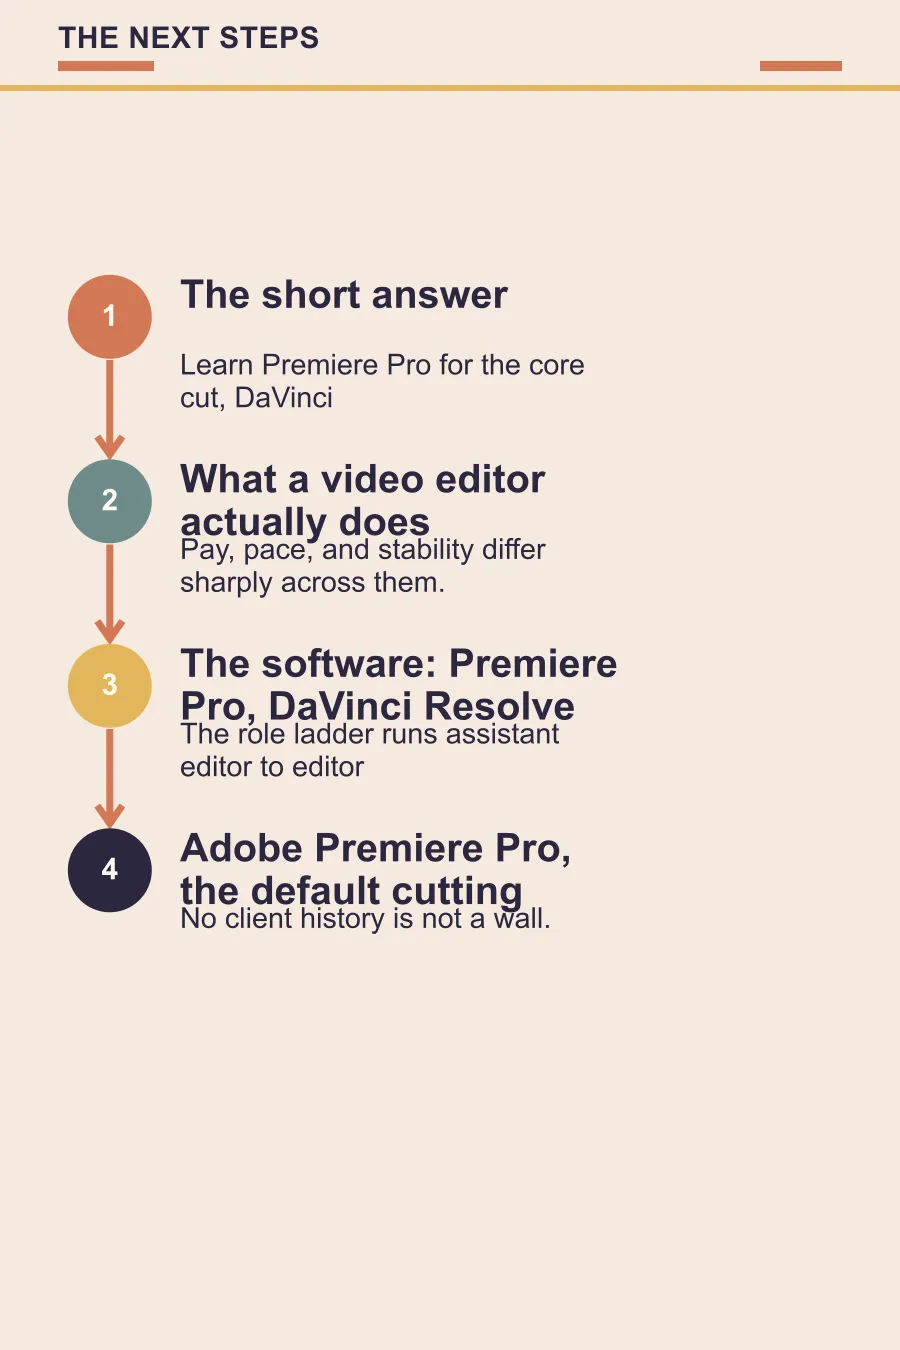 THE NEXT STEPS
1
The short answer
Learn Premiere Pro for the core
cut, DaVinci
2
What a video editor
actually does
Pay, pace, and stability differ
sharply across them.
3
The software: Premiere
Pro, DaVinci Resolve
The role ladder runs assistant
editor to editor
4
Adobe Premiere Pro,
the default cutting
No client history is not a wall.